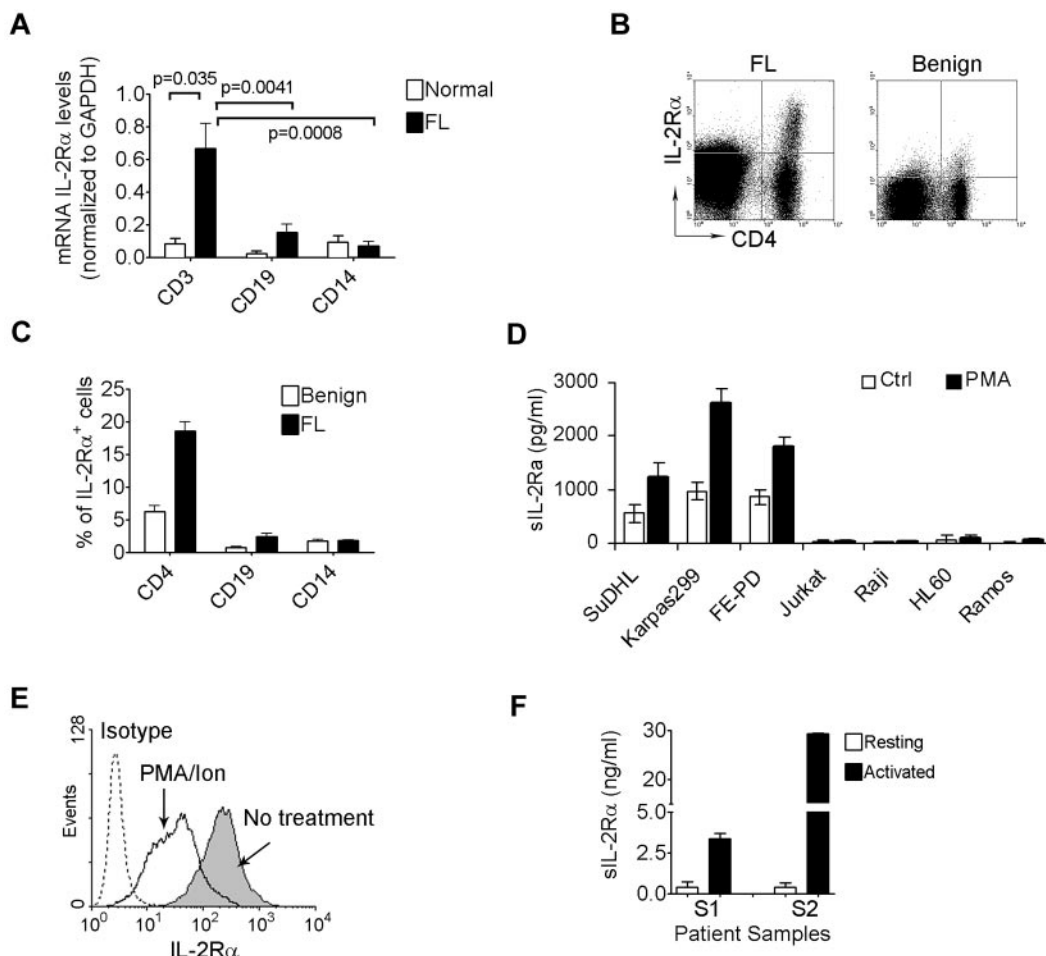 A
mRNA IL-2Rα levels
(normalized to GAPDH)
1.0
0.8
0.6
0.4
0.2
0.0
p=0.035
p=0.0041
p=0.0008
Normal
FL
CD3
CD19
CD14
B
FL
Benign
IL-2Rα
CD4
C
% of IL-2Rα+ cells
25
20
15
10
5
0
Benign
FL
CD4
CD19
CD14
D
sIL-2Ra (pg/ml)
3000
2000
1000
0
Ctrl
PMA
SuDHL
Karpas299
FE-PD
Jurkat
Raji
HL60
Ramos
E
Events
128
0
Isotype
PMA/Ion
No treatment
10^0
10^1
10^2
10^3
10^4
IL-2Rα
F
sIL-2Rα (ng/ml)
30
20
10
5.0
2.5
0.0
Resting
Activated
S1
S2
Patient Samples